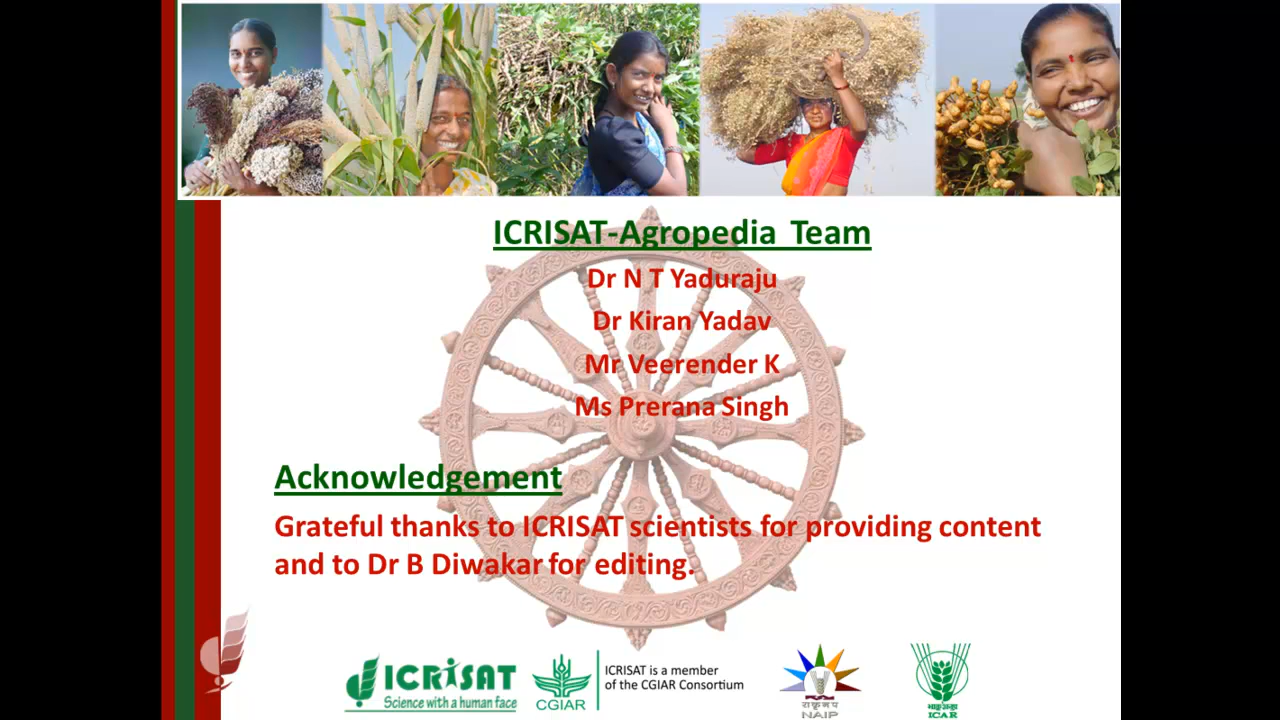 ICRISAT-Agropedia Team
Dr N T Yaduraju
Dr Kiran Yadav
Mr Veerender K
Ms Prerana Singh
Acknowledgement
Grateful thanks to ICRISAT scientists for providing content
and to Dr B Diwakar for editing.
ICRISAT
Science with a human face
CGIAR
ICRISAT is a member
of the CGIAR Consortium
राकृनप
NAIP
भाकृअनुप
ICAR